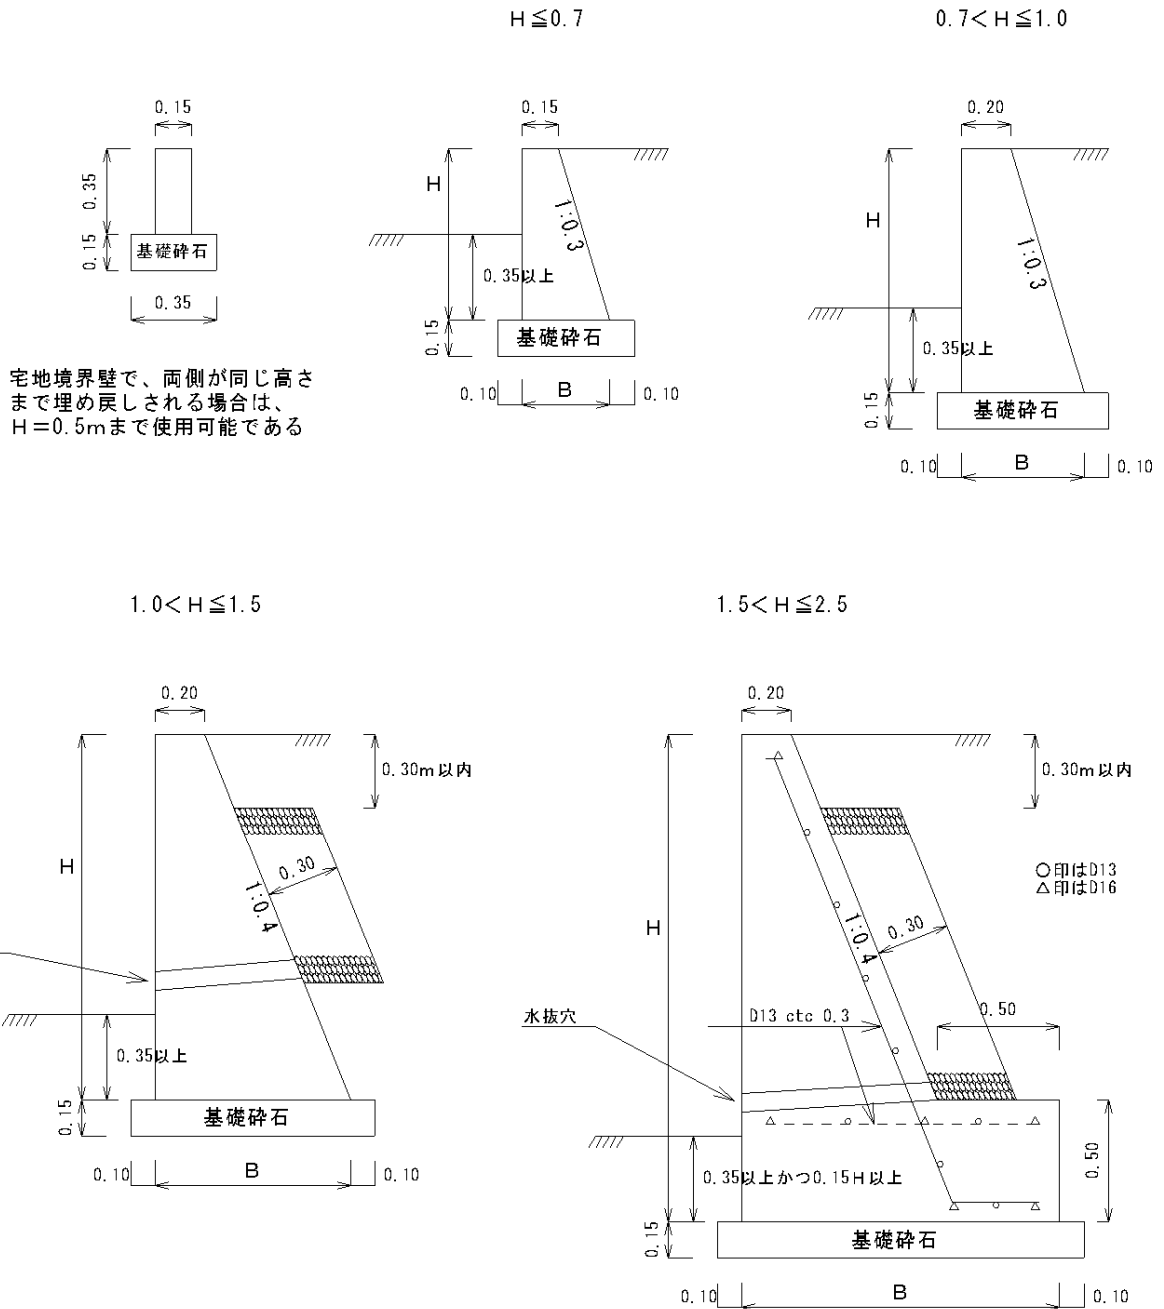 H≦0.7
0.7<H≦1.0
0.15
0.35
0.15
基礎砕石
0.35
宅地境界壁で、両側が同じ高さ
まで埋め戻しされる場合は、
H=0.5mまで使用可能である
0.15
H
1:0.3
0.35以上
0.15
基礎砕石
0.10
B
0.10
0.20
H
1:0.3
0.35以上
0.15
基礎砕石
0.10
B
0.10
1.0<H≦1.5
1.5<H≦2.5
0.20
0.30m以内
H
0.30
1:0.4
0.35以上
0.15
基礎砕石
0.10
B
0.10
0.20
0.30m以内
○印はD13
△印はD16
H
1:0.4
0.30
水抜穴
D13 ctc 0.3
0.50
0.35以上かつ0.15H以上
0.50
0.15
基礎砕石
0.10
B
0.10